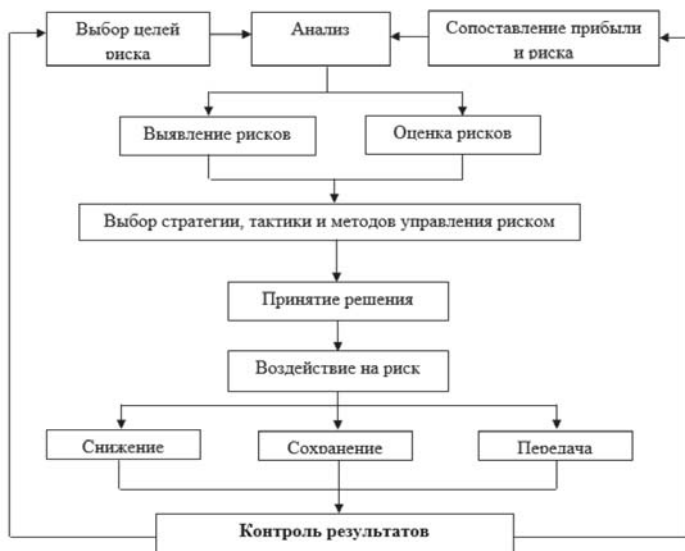 Выбор целей
риска
Анализ
Сопоставление прибыли
и риска
Выявление рисков
Оценка рисков
Выбор стратегии, тактики и методов управления риском
Принятие решения
Воздействие на риск
Снижение
Сохранение
Передача
Контроль результатов